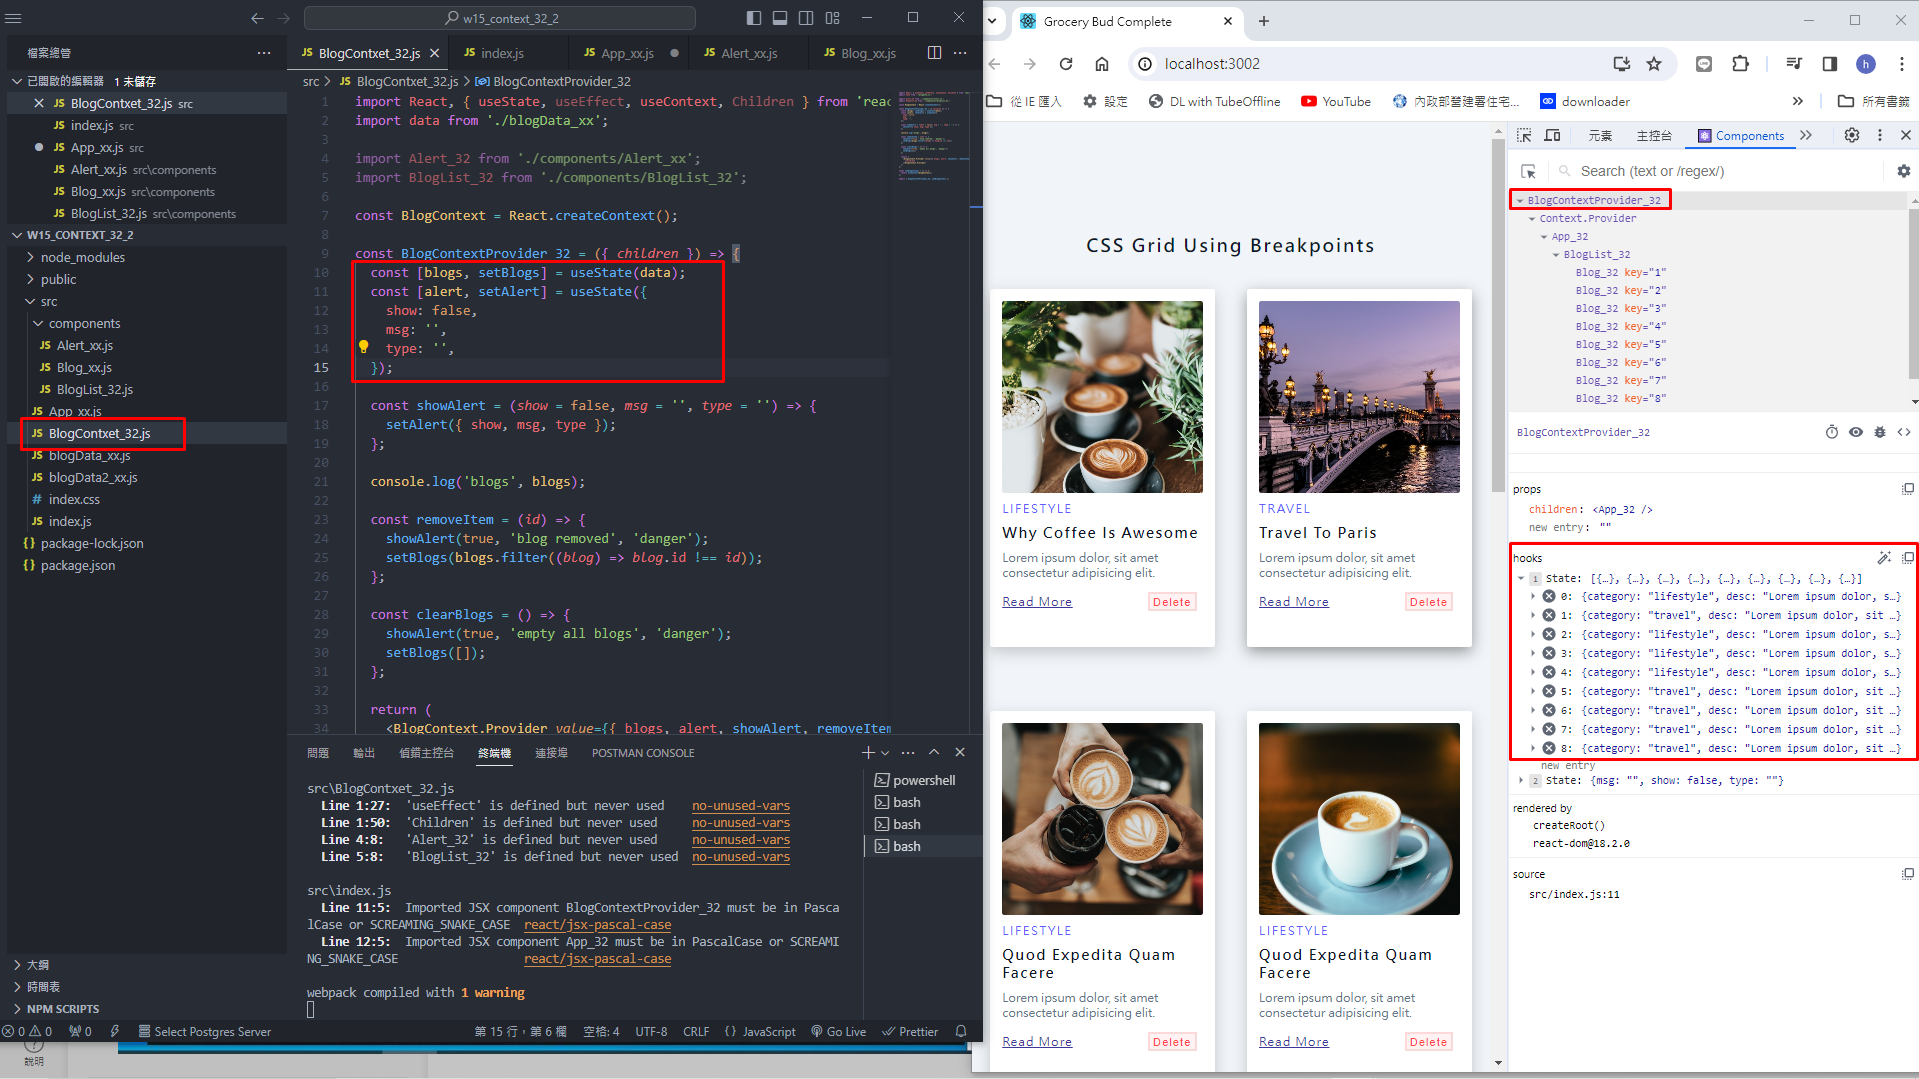 w15_context_32_2
檔案總管
已開啟的編輯器 1 未儲存
JS BlogContxet_32.js src
JS index.js src
JS App_xx.js src
JS Alert_xx.js src\components
JS Blog_xx.js src\components
JS BlogList_32.js src\components
W15_CONTEXT_32_2
node_modules
public
src
components
JS Alert_xx.js
JS Blog_xx.js
JS BlogList_32.js
JS App_xx.js
JS BlogContxet_32.js
JS blogData_xx.js
JS blogData2_xx.js
# index.css
JS index.js
{} package-lock.json
{} package.json
大綱
時間表
NPM SCRIPTS
JS BlogContxet_32.js
JS index.js
JS App_xx.js
JS Alert_xx.js
JS Blog_xx.js
src > JS BlogContxet_32.js > BlogContextProvider_32
1 import React, { useState, useEffect, useContext, Children } from 'reac
2 import data from './blogData_xx';
3
4 import Alert_32 from './components/Alert_xx';
5 import BlogList_32 from './components/BlogList_32';
6
7 const BlogContext = React.createContext();
8
9 const BlogContextProvider_32 = ({ children }) => {
10 const [blogs, setBlogs] = useState(data);
11 const [alert, setAlert] = useState({
12 show: false,
13 msg: '',
14 type: '',
15 });
16
17 const showAlert = (show = false, msg = '', type = '') => {
18 setAlert({ show, msg, type });
19 };
20
21 console.log('blogs', blogs);
22
23 const removeItem = (id) => {
24 showAlert(true, 'blog removed', 'danger');
25 setBlogs(blogs.filter((blog) => blog.id !== id));
26 };
27
28 const clearBlogs = () => {
29 showAlert(true, 'empty all blogs', 'danger');
30 setBlogs([]);
31 };
32
33 return (
34 <BlogContext.Provider value={{ blogs, alert, showAlert, removeItem
問題 輸出 偵錯主控台 終端機 連接埠 POSTMAN CONSOLE
src\BlogContxet_32.js
Line 1:27: 'useEffect' is defined but never used no-unused-vars
Line 1:50: 'Children' is defined but never used no-unused-vars
Line 4:8: 'Alert_32' is defined but never used no-unused-vars
Line 5:8: 'BlogList_32' is defined but never used no-unused-vars
src\index.js
Line 11:5: Imported JSX component BlogContextProvider_32 must be in Pasca
lCase or SCREAMING_SNAKE_CASE react/jsx-pascal-case
Line 12:5: Imported JSX component App_32 must be in PascalCase or SCREAMI
NG_SNAKE_CASE react/jsx-pascal-case
webpack compiled with 1 warning
powershell
bash
bash
bash
0 0 0 Select Postgres Server 第 15 行，第 6 欄 空格: 4 UTF-8 CRLF {} JavaScript Go Live Prettier
說明
Grocery Bud Complete
localhost:3002
h
從 IE 匯入 設定 DL with TubeOffline YouTube 內政部營建署住宅... downloader 所有書籤
CSS Grid Using Breakpoints
LIFESTYLE
Why Coffee Is Awesome
Lorem ipsum dolor, sit amet
consectetur adipisicing elit.
Read More Delete
TRAVEL
Travel To Paris
Lorem ipsum dolor, sit amet
consectetur adipisicing elit.
Read More Delete
LIFESTYLE
Quod Expedita Quam
Facere
Lorem ipsum dolor, sit amet
consectetur adipisicing elit.
Read More Delete
LIFESTYLE
Quod Expedita Quam
Facere
Lorem ipsum dolor, sit amet
consectetur adipisicing elit.
Read More Delete
元素 主控台 Components
Search (text or /regex/)
BlogContextProvider_32
Context.Provider
App_32
BlogList_32
Blog_32 key="1"
Blog_32 key="2"
Blog_32 key="3"
Blog_32 key="4"
Blog_32 key="5"
Blog_32 key="6"
Blog_32 key="7"
Blog_32 key="8"
BlogContextProvider_32
props
children: <App_32 />
new entry: ""
hooks
1 State: [{…}, {…}, {…}, {…}, {…}, {…}, {…}, {…}, {…}]
0: {category: "lifestyle", desc: "Lorem ipsum dolor, s…}
1: {category: "travel", desc: "Lorem ipsum dolor, sit …}
2: {category: "lifestyle", desc: "Lorem ipsum dolor, s…}
3: {category: "lifestyle", desc: "Lorem ipsum dolor, s…}
4: {category: "lifestyle", desc: "Lorem ipsum dolor, s…}
5: {category: "travel", desc: "Lorem ipsum dolor, sit …}
6: {category: "travel", desc: "Lorem ipsum dolor, sit …}
7: {category: "travel", desc: "Lorem ipsum dolor, sit …}
8: {category: "travel", desc: "Lorem ipsum dolor, sit …}
new entry
2 State: {msg: "", show: false, type: ""}
rendered by
createRoot()
react-dom@18.2.0
source
src/index.js:11